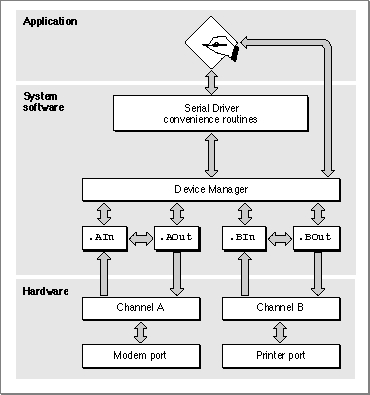 Application
System
software
Serial Driver
convenience routines
Device Manager
.AIn
.AOut
.BIn
.BOut
Hardware
Channel A
Channel B
Modem port
Printer port